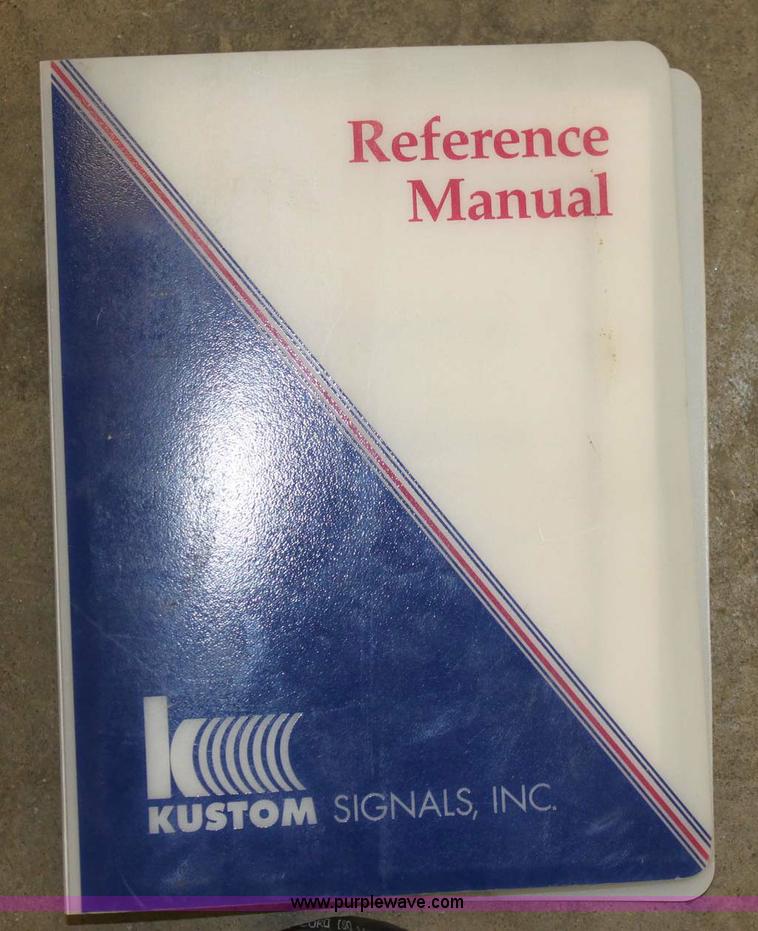 Reference
Manual
KUSTOM SIGNALS, INC.
www.purplewave.com